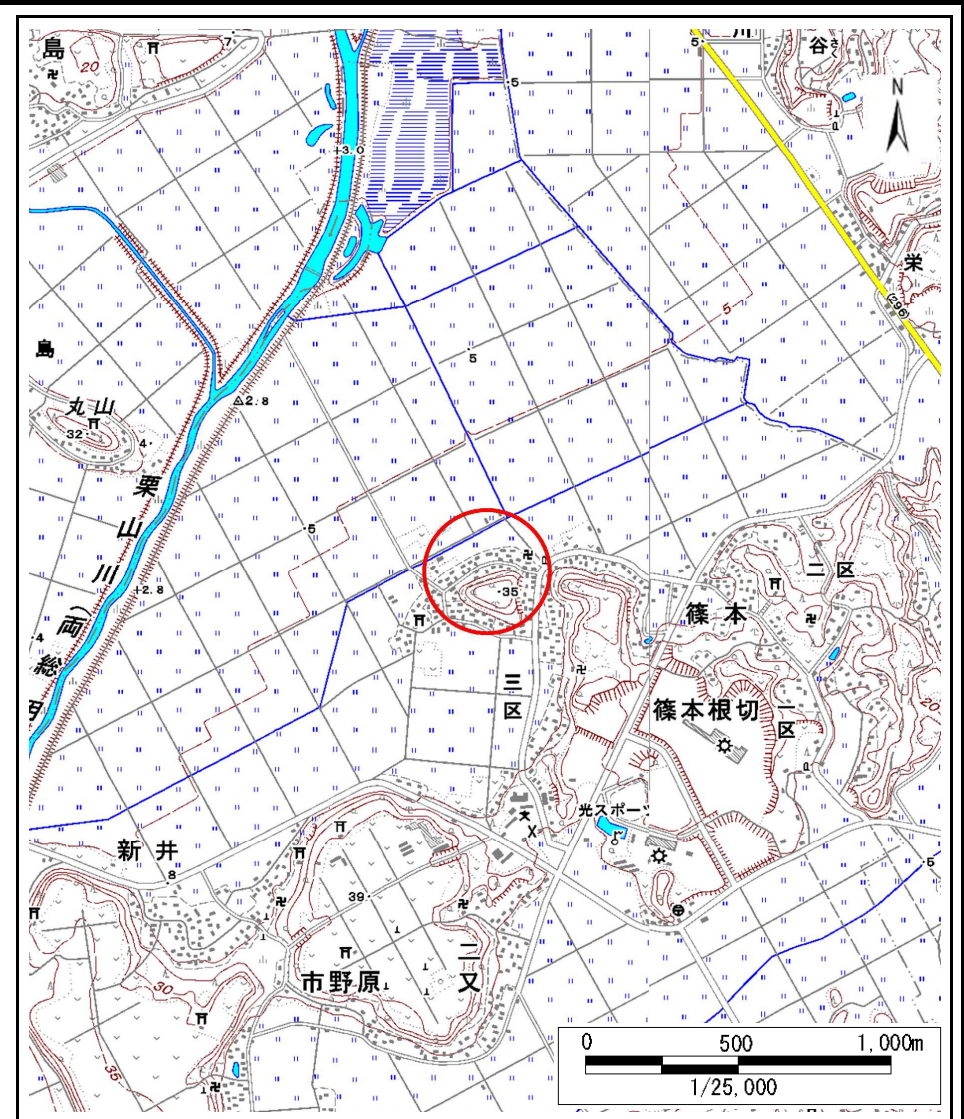 島
20
7
5
川
谷
N
3.0
5
栄
(296)
5
島
丸山
32
4
2.8
5
5
栗山川
2.8
35
二区
篠本
(両総
4
三区
篠本根切
一区
20
光スポーツ
新井
8
5
39
二又
市野原
30
35
0 500 1,000m
1/25,000